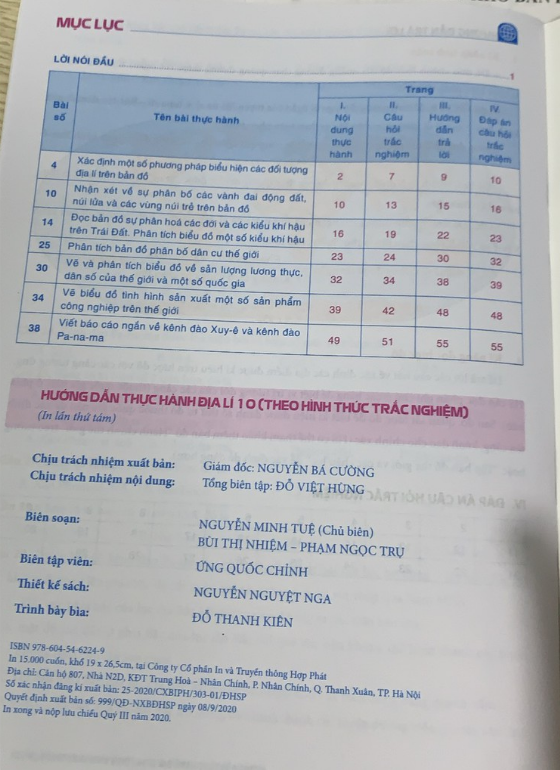 MỤC LỤC
LỜI NÓI ĐẦU 1
Bài số
Tên bài thực hành
Trang
I. Nội dung thực hành
II. Câu hỏi trắc nghiệm
III. Hướng dẫn trả lời
IV. Đáp án câu hỏi trắc nghiệm
4 Xác định một số phương pháp biểu hiện các đối tượng
địa lí trên bản đồ 2 7 9 10
10 Nhận xét về sự phân bố các vành đai động đất,
núi lửa và các vùng núi trẻ trên bản đồ 10 13 15 16
14 Đọc bản đồ sự phân hoá các đới và các kiểu khí hậu
trên Trái Đất. Phân tích biểu đồ một số kiểu khí hậu 16 19 22 23
25 Phân tích bản đồ phân bố dân cư thế giới 23 24 30 32
30 Vẽ và phân tích biểu đồ về sản lượng lương thực,
dân số của thế giới và một số quốc gia 32 34 38 39
34 Vẽ biểu đồ tình hình sản xuất một số sản phẩm
công nghiệp trên thế giới 39 42 48 48
38 Viết báo cáo ngắn về kênh đào Xuy-ê và kênh đào
Pa-na-ma 49 51 55 55
HƯỚNG DẪN THỰC HÀNH ĐỊA LÍ 10 (THEO HÌNH THỨC TRẮC NGHIỆM)
(In lần thứ tám)
Chịu trách nhiệm xuất bản: Giám đốc: NGUYỄN BÁ CƯỜNG
Chịu trách nhiệm nội dung: Tổng biên tập: ĐỖ VIỆT HÙNG
Biên soạn: NGUYỄN MINH TUỆ (Chủ biên)
BÙI THỊ NHIỆM – PHẠM NGỌC TRỤ
Biên tập viên: ỨNG QUỐC CHỈNH
Thiết kế sách: NGUYỄN NGUYỆT NGA
Trình bày bìa: ĐỖ THANH KIÊN
ISBN 978-604-54-6224-9
In 15.000 cuốn, khổ 19 x 26,5cm, tại Công ty Cổ phần In và Truyền thông Hợp Phát
Địa chỉ: Căn hộ 807, Nhà N2D, KĐT Trung Hoà – Nhân Chính, P. Nhân Chính, Q. Thanh Xuân, TP. Hà Nội
Số xác nhận đăng kí xuất bản: 25-2020/CXBIPH/303-01/ĐHSP
Quyết định xuất bản số: 999/QĐ-NXBĐHSP ngày 08/9/2020
In xong và nộp lưu chiểu Quý III năm 2020.